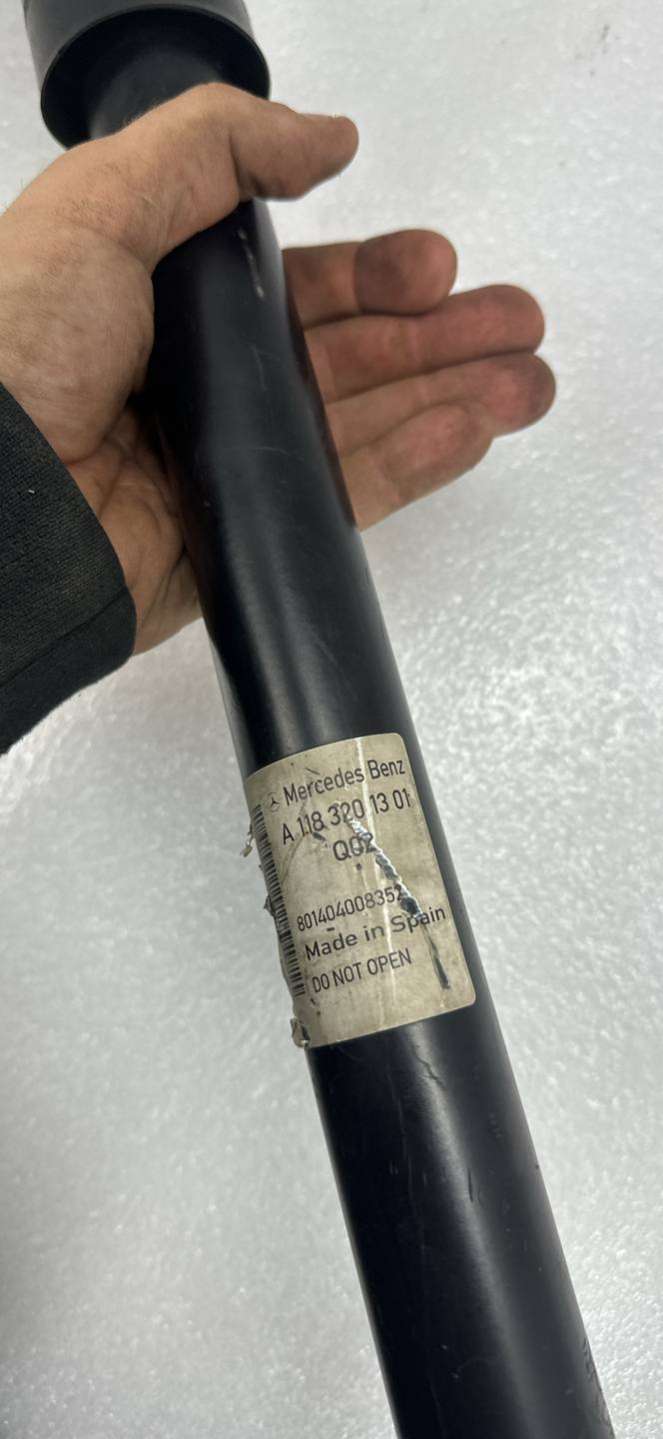 Mercedes Benz
A 118 320 13 01
Q02
801404008352
Made in Spain
DO NOT OPEN